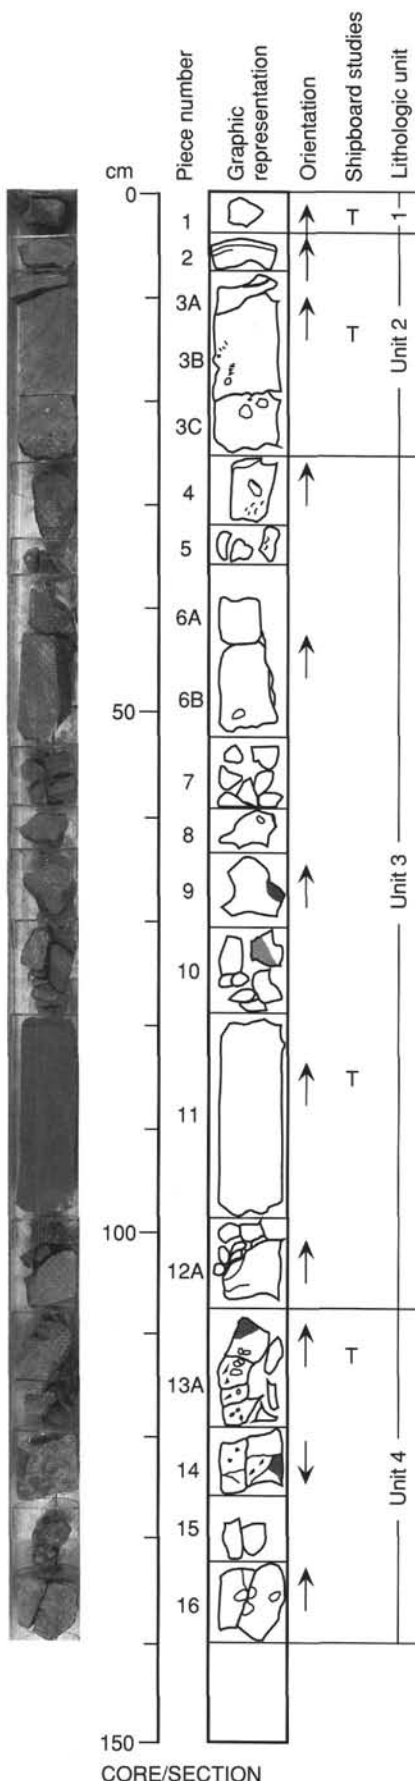 cm
Piece number
Graphic
representation
Orientation
Shipboard studies
Lithologic unit
0
50
100
150
1
2
3A
3B
3C
4
5
6A
6B
7
8
9
10
11
12A
13A
14
15
16
T
T
T
T
1
Unit 2
Unit 3
Unit 4
CORE/SECTION